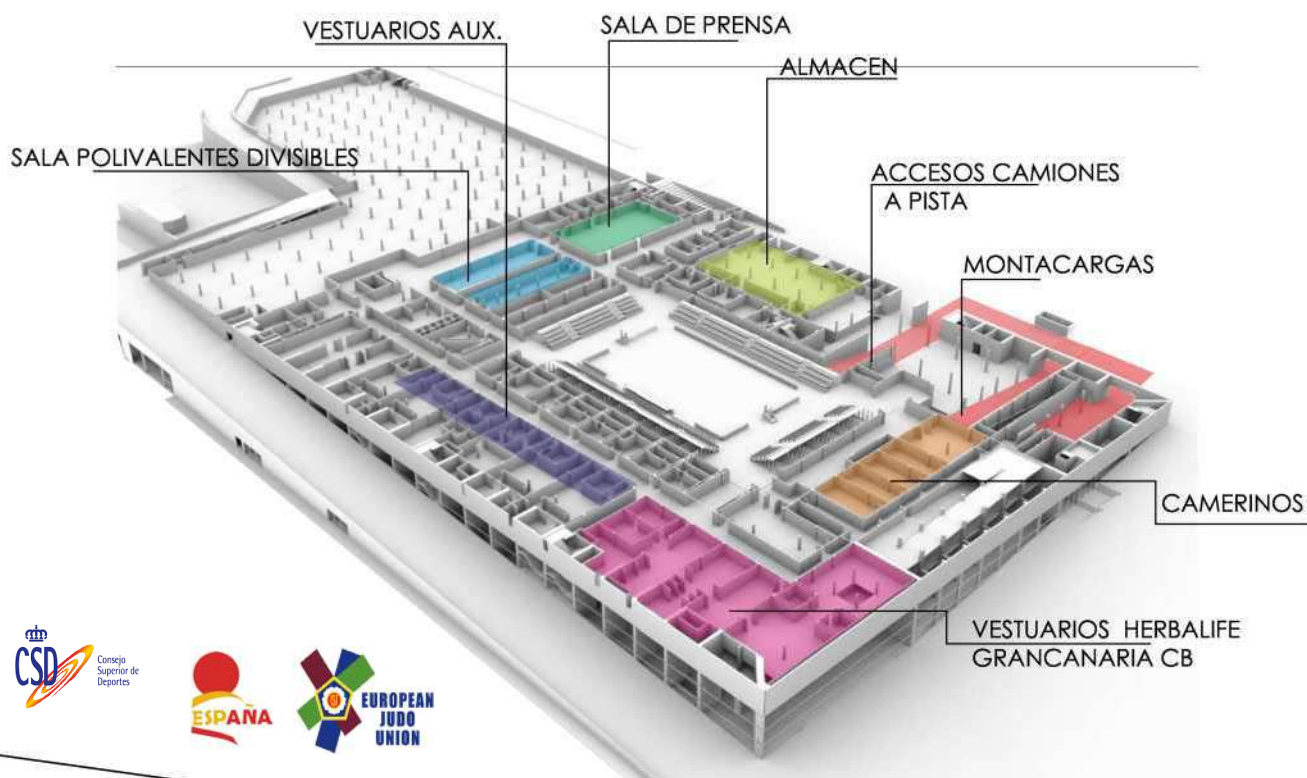 VESTUARIOS AUX.
SALA DE PRENSA
ALMACEN
SALA POLIVALENTES DIVISIBLES
ACCESOS CAMIONES
A PISTA
MONTACARGAS
CAMERINOS
VESTUARIOS HERBALIFE
GRANCANARIA CB
CSD
Consejo
Superior de
Deportes
ESPAÑA
EUROPEAN
JUDO
UNION